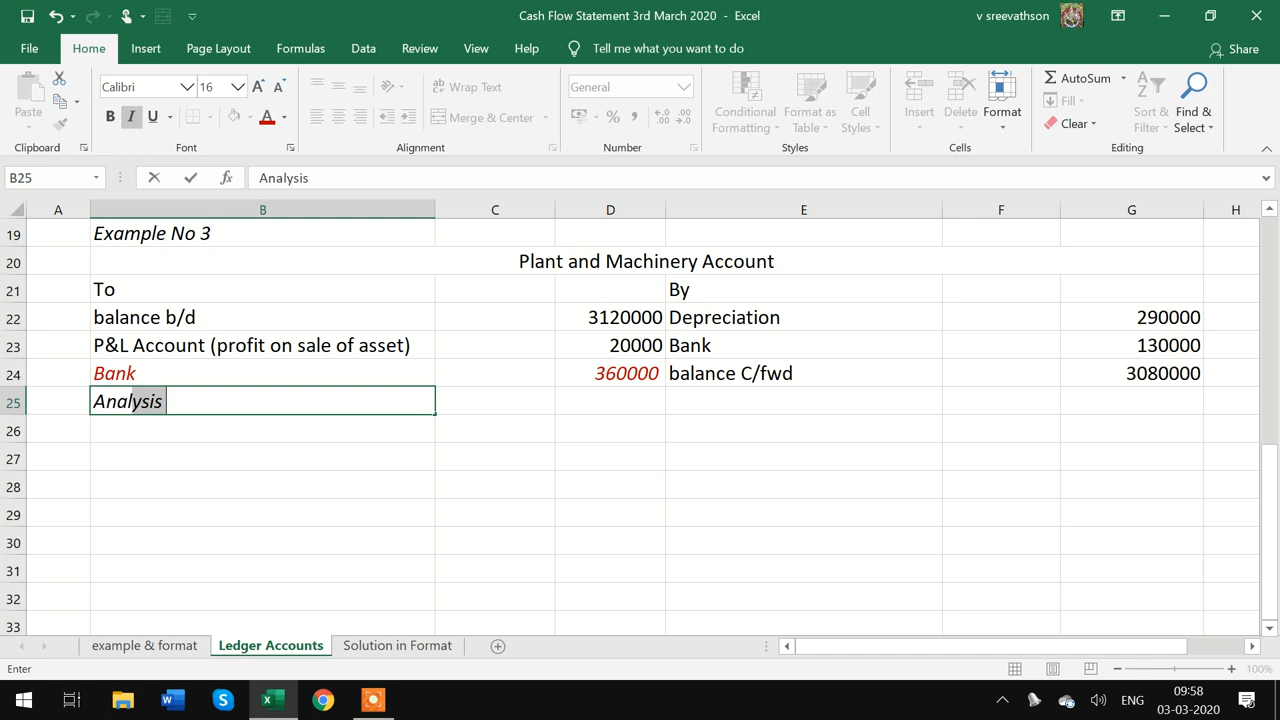 Cash Flow Statement 3rd March 2020 - Excel
v sreevathson
File Home Insert Page Layout Formulas Data Review View Help Tell me what you want to do
Share
Paste
Calibri 16
B I U A
Wrap Text
Merge & Center
General
Conditional Formatting
Format as Table
Cell Styles
Insert Delete Format
AutoSum
Fill
Clear
Sort & Filter
Find & Select
Clipboard Font Alignment Number Styles Cells Editing
B25 fx Analysis
A B C D E F G H
19 Example No 3
20 Plant and Machinery Account
21 To By
22 balance b/d 3120000 Depreciation 290000
23 P&L Account (profit on sale of asset) 20000 Bank 130000
24 Bank 360000 balance C/fwd 3080000
25 Analysis
26
27
28
29
30
31
32
33
example & format Ledger Accounts Solution in Format
Enter 100%
ENG 09:58
03-03-2020